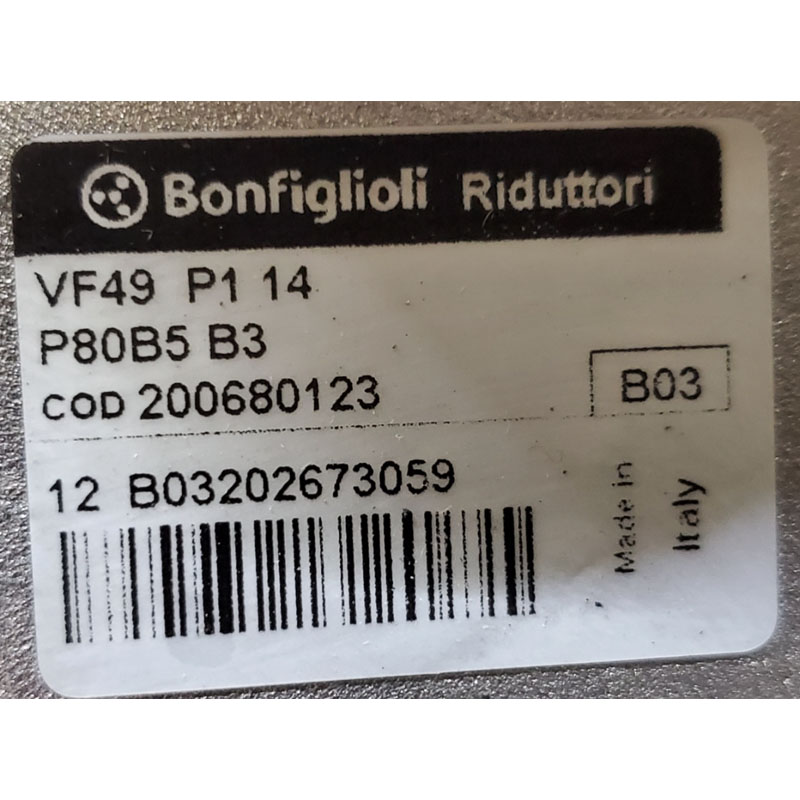 Bonfiglioli Riduttori
VF49 P1 14
P80B5 B3
COD 200680123
B03
12 B03202673059
Made in
Italy